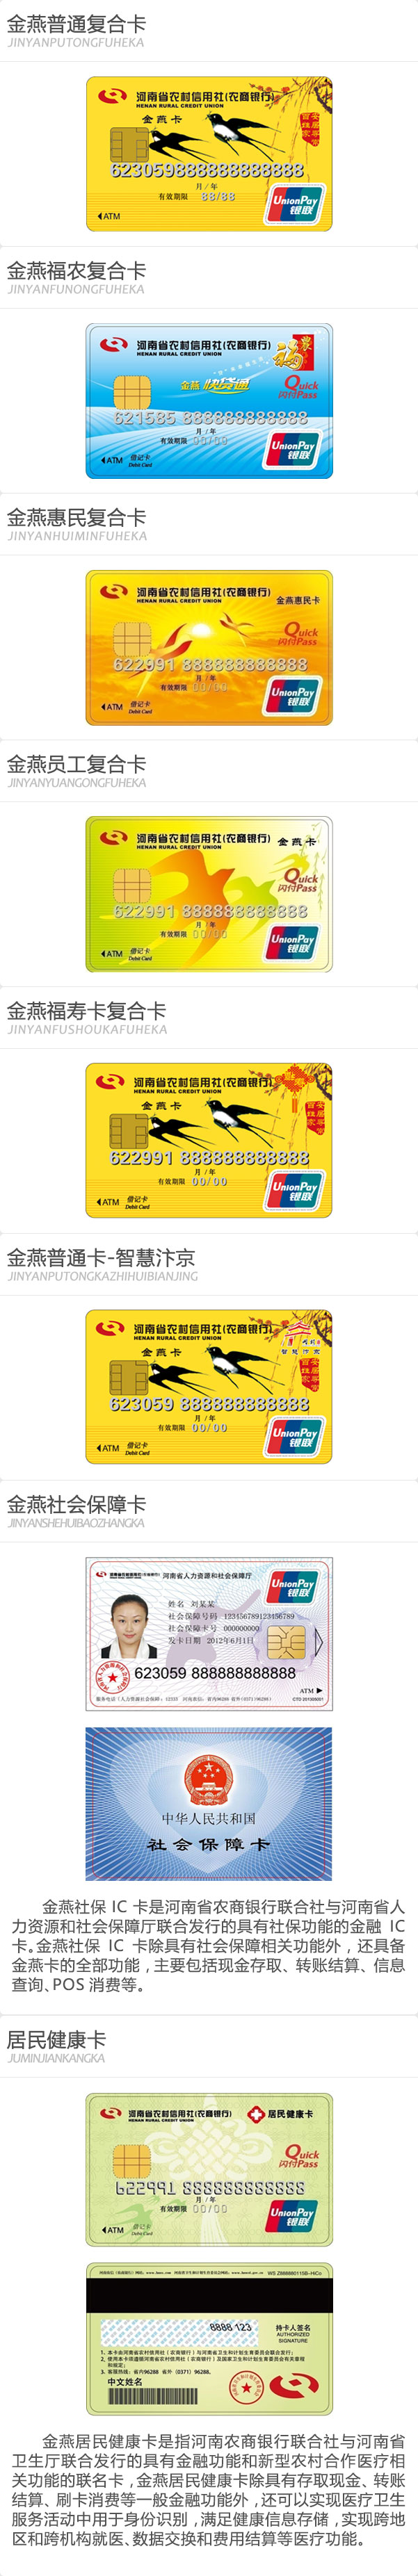 金燕普通复合卡
JINYANPUTONGFUHEKA
河南省农村信用社(农商银行)
HENAN RURAL CREDIT UNION
金燕卡
6230598888888888888
月/年
有效期限 88/88
ATM
UnionPay
银联
金燕福农复合卡
JINYANFUNONGFUHEKA
河南省农村信用社(农商银行)
HENAN RURAL CREDIT UNION
金燕 快贷通
Quick
闪付Pass
621585 888888888888
月/年
有效期限 00/00
ATM
借记卡
Debit Card
UnionPay
银联
金燕惠民复合卡
JINYANHUIMINFUHEKA
河南省农村信用社(农商银行)
HENAN RURAL CREDIT UNION
金燕惠民卡
Quick
闪付Pass
622991 888888888888
月/年
有效期限 00/00
ATM
借记卡
Debit Card
UnionPay
银联
金燕员工复合卡
JINYANYUANGONGFUHEKA
河南省农村信用社(农商银行)
HENAN RURAL CREDIT UNION
金燕卡
Quick
闪付Pass
622991 888888888888
月/年
有效期限 00/00
ATM
借记卡
Debit Card
UnionPay
银联
金燕福寿卡复合卡
JINYANFUSHOUKAFUHEKA
河南省农村信用社(农商银行)
HENAN RURAL CREDIT UNION
金燕卡
622991 888888888888
月/年
有效期限 00/00
ATM
借记卡
Debit Card
UnionPay
银联
金燕普通卡-智慧汴京
JINYANPUTONGKAZHIHUIBIANJING
河南省农村信用社(农商银行)
HENAN RURAL CREDIT UNION
金燕卡
智慧汴京
623059 888888888888
月/年
有效期限 00/00
ATM
借记卡
Debit Card
UnionPay
银联
金燕社会保障卡
JINYANSHEHUIBAOZHANGKA
河南省人力资源和社会保障厅
UnionPay
银联
姓名 刘某某
社会保障号码 123156789123156789
社会保障卡号 000000000
发卡日期 2012年6月1日
623059 888888888888
ATM
中华人民共和国
社会保障卡
金燕社保 IC 卡是河南省农商银行联合社与河南省人
力资源和社会保障厅联合发行的具有社保功能的金融 IC
卡。金燕社保 IC 卡除具有社会保障相关功能外，还具备
金燕卡的全部功能，主要包括现金存取、转账结算、信息
查询、POS 消费等。
居民健康卡
JUMINJIANKANGKA
河南省农村信用社(农商银行)
HENAN RURAL CREDIT UNION
居民健康卡
Quick
闪付Pass
622991 888888888888
月/年
有效期限 00/00
ATM
借记卡
Debit Card
UnionPay
银联
8888 123
持卡人签名
AUTHORIZED
SIGNATURE
中文姓名
金燕居民健康卡是指河南农商银行联合社与河南省
卫生厅联合发行的具有金融功能和新型农村合作医疗相
关功能的联名卡，金燕居民健康卡除具有存取现金、转账
结算、刷卡消费等一般金融功能外，还可以实现医疗卫生
服务活动中用于身份识别，满足健康信息存储，实现跨地
区和跨机构就医、数据交换和费用结算等医疗功能。